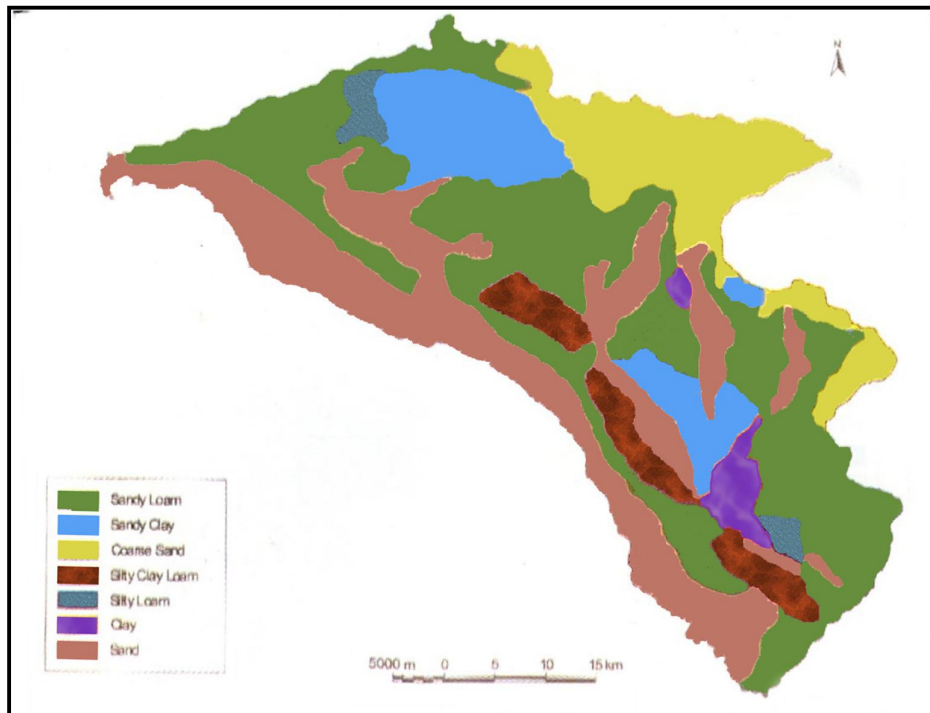 N
Sandy Loam
Sandy Clay
Coarse Sand
Silty Clay Loam
Silty Loam
Clay
Sand
5000 m 0 5 10 15 km